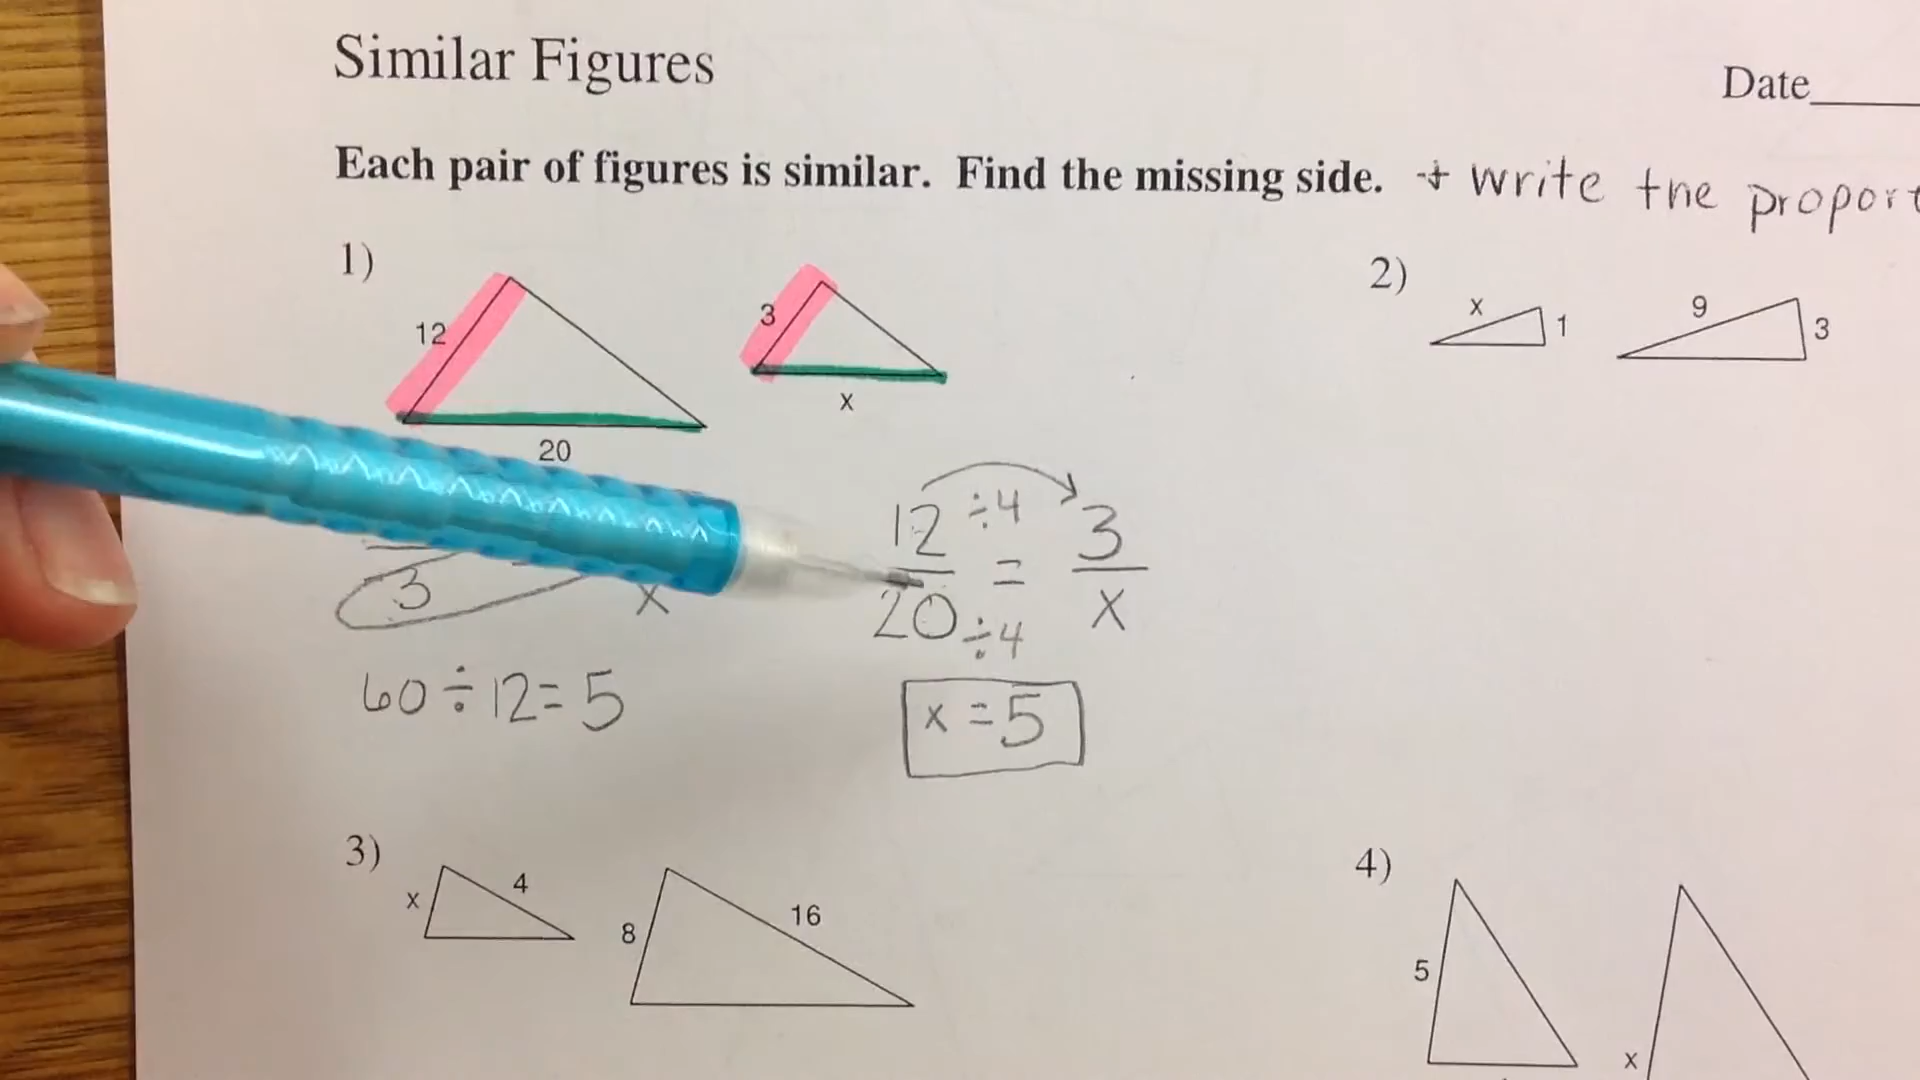 Similar Figures
Date
Each pair of figures is similar. Find the missing side. + write the propor
1)
12
20
3
x
2)
x
1
9
3
12 ÷4 3
=
20 ÷4 x
3
x
60 ÷ 12 = 5
x = 5
3)
x
4
8
16
4)
5
x